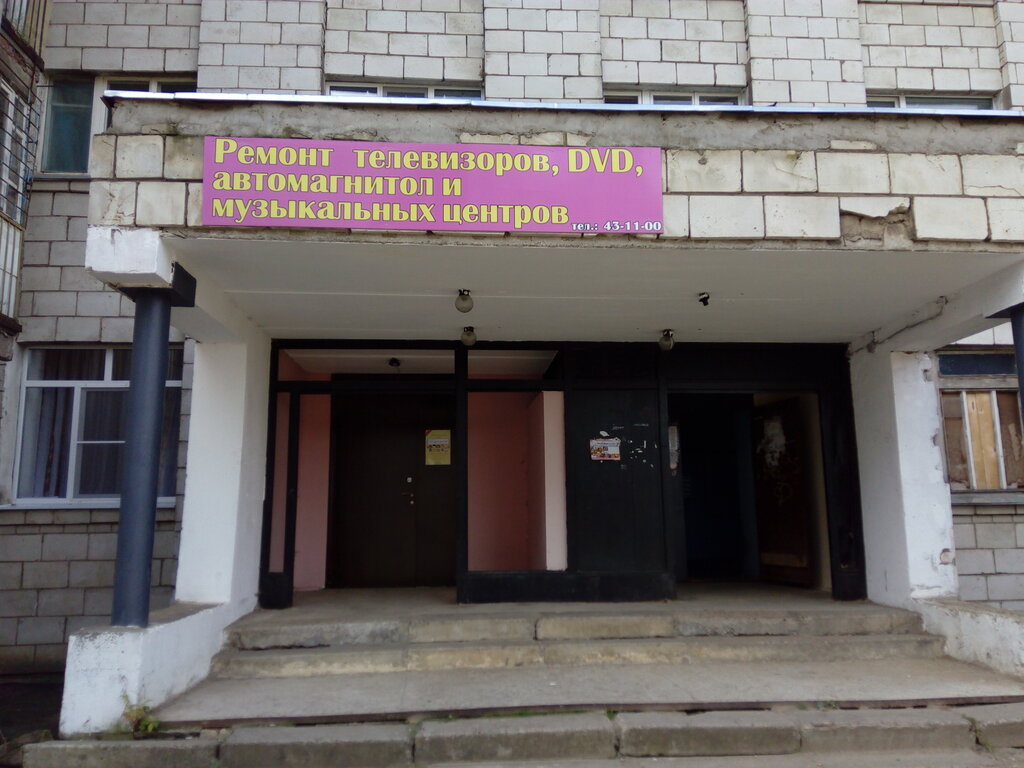 Ремонт телевизоров, DVD,
автомагнитол и
музыкальных центров
тел.: 43-11-00